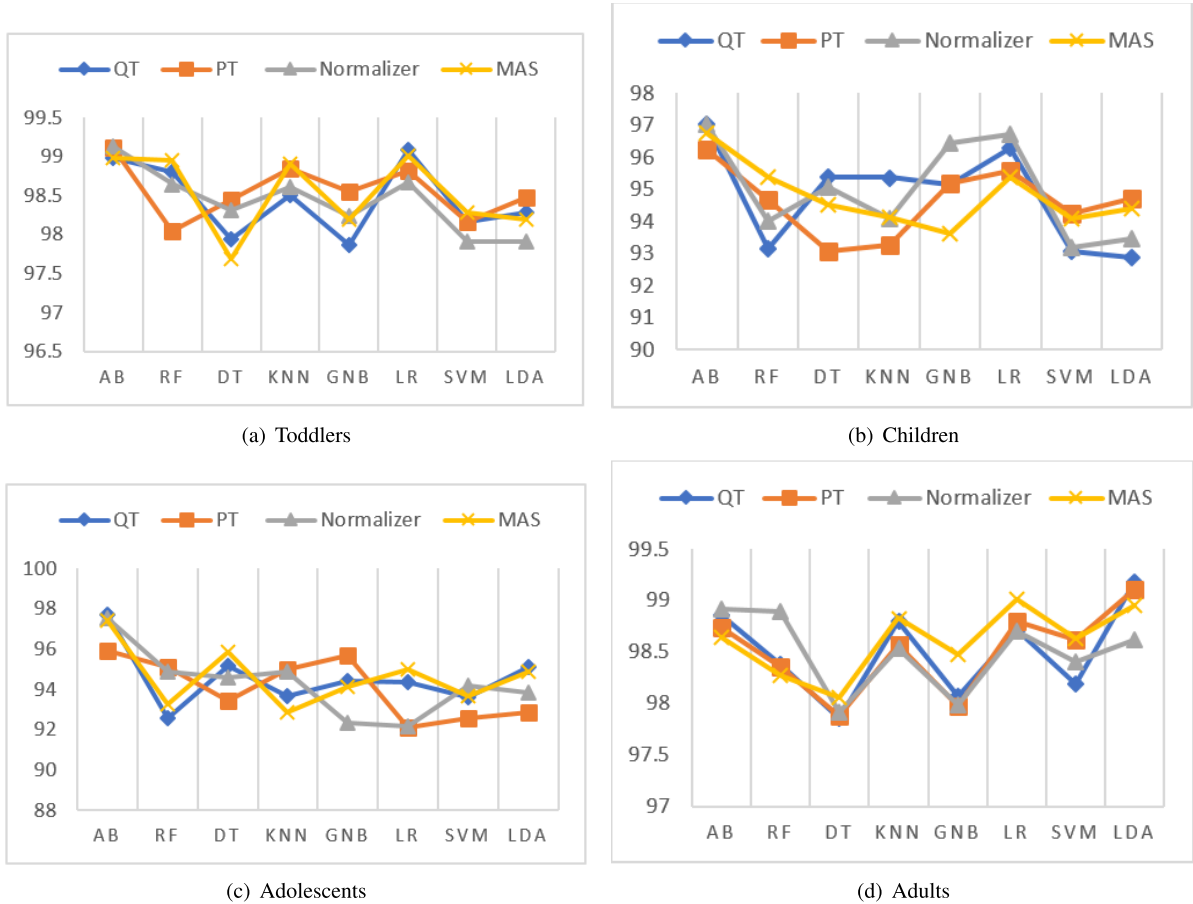 QT PT Normalizer MAS
99.5
99
98.5
98
97.5
97
96.5
AB RF DT KNN GNB LR SVM LDA
(a) Toddlers
QT PT Normalizer MAS
98
97
96
95
94
93
92
91
90
AB RF DT KNN GNB LR SVM LDA
(b) Children
QT PT Normalizer MAS
100
98
96
94
92
90
88
AB RF DT KNN GNB LR SVM LDA
(c) Adolescents
QT PT Normalizer MAS
99.5
99
98.5
98
97.5
97
AB RF DT KNN GNB LR SVM LDA
(d) Adults